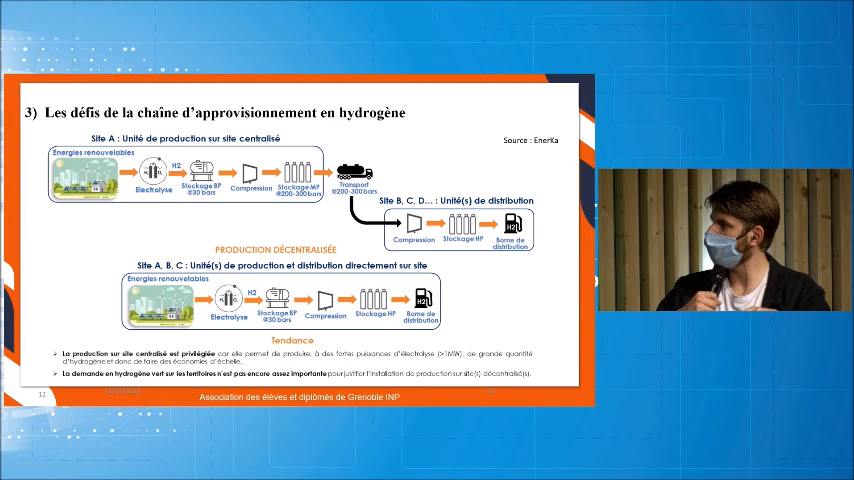 3) Les défis de la chaîne d'approvisionnement en hydrogène
Site A : Unité de production sur site centralisé
Source : EnerKa
Energies renouvelables
H2
Electrolyse
Stockage BP
@30 bars
Compression
Stockage MP
@200-300bars
Transport
@200-300bars
Site B, C, D... : Unité(s) de distribution
Compression
Stockage HP
H2
Borne de
distribution
PRODUCTION DÉCENTRALISÉE
Site A, B, C : Unité(s) de production et distribution directement sur site
Energies renouvelables
H2
Electrolyse
Stockage BP
@30 bars
Compression
Stockage HP
H2
Borne de
distribution
Tendance
➢ La production sur site centralisé est privilégiée car elle permet de produire, à des fortes puissances d'électrolyse (>1MW), de grande quantité
d'hydrogène et donc de faire des économies d'échelle.
➢ La demande en hydrogène vert sur les territoires n'est pas encore assez importante pour justifier l'installation de production sur site(s) décentralisé(s).
12
Association des élèves et diplômés de Grenoble INP